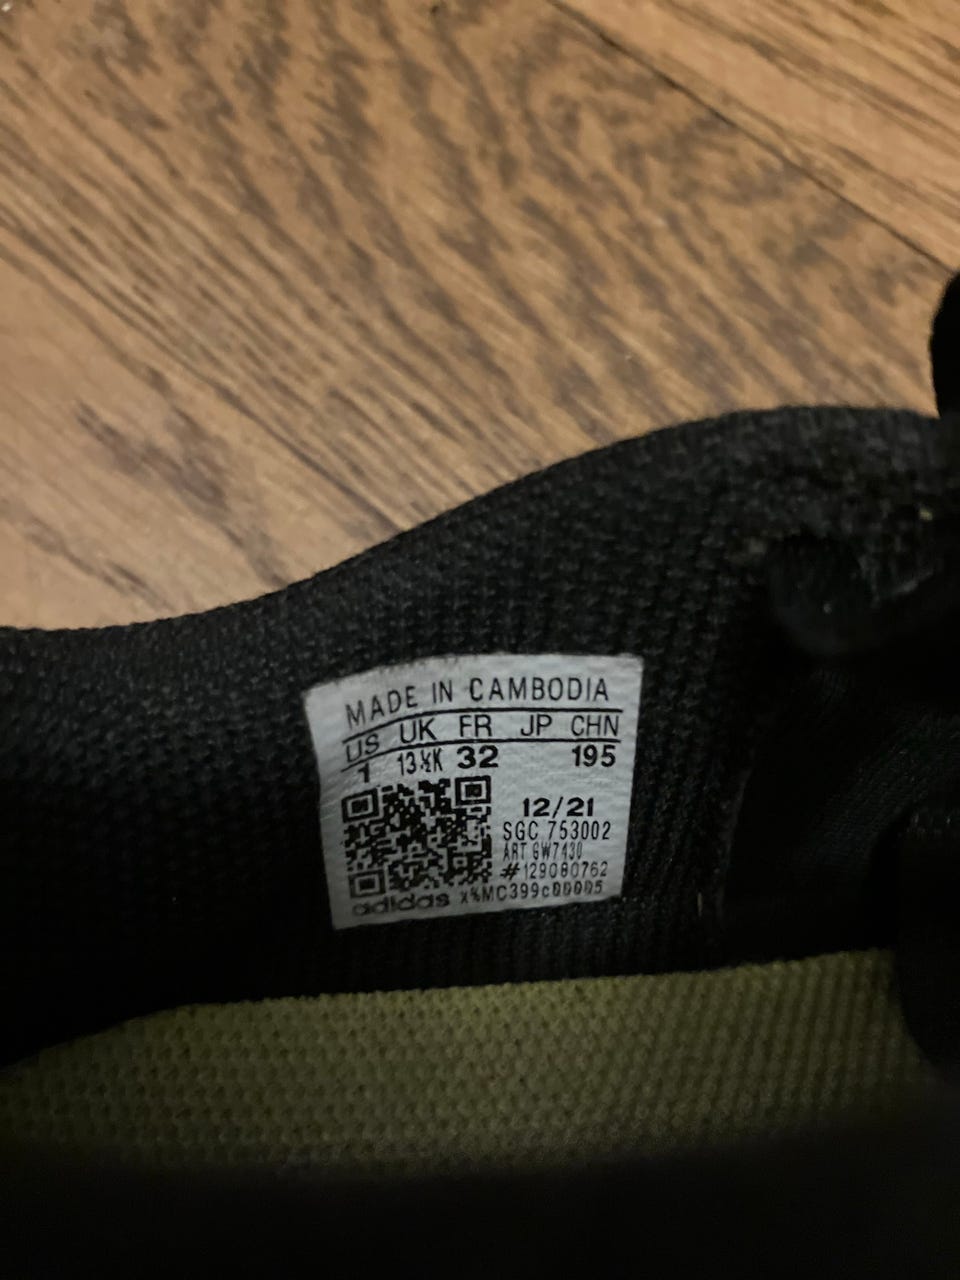 MADE IN CAMBODIA
US UK FR JP CHN
1 13½K 32 195
12/21
SGC 753002
ART GW7430
#129080762
adidas X%MC399c00005